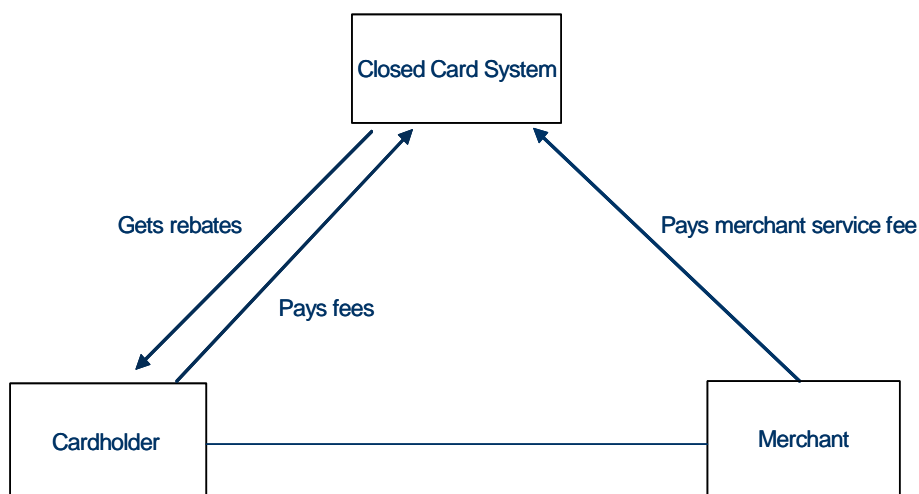 Closed Card System
Gets rebates
Pays merchant service fee
Pays fees
Cardholder
Merchant